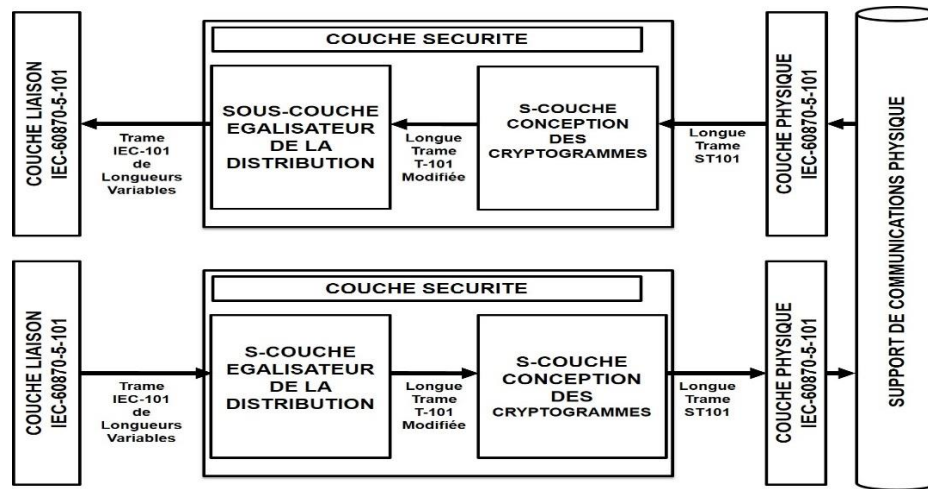 COUCHE LIAISON
IEC-60870-5-101
Trame
IEC-101
de
Longueurs
Variables
COUCHE SECURITE
SOUS-COUCHE
EGALISATEUR
DE LA
DISTRIBUTION
Longue
Trame
T-101
Modifiée
S-COUCHE
CONCEPTION
DES
CRYPTOGRAMMES
Longue
Trame
ST101
COUCHE PHYSIQUE
IEC-60870-5-101
SUPPORT DE COMMUNICATIONS PHYSIQUE
COUCHE LIAISON
IEC-60870-5-101
Trame
IEC-101
de
Longueurs
Variables
COUCHE SECURITE
S-COUCHE
EGALISATEUR
DE LA
DISTRIBUTION
Longue
Trame
T-101
Modifiée
S-COUCHE
CONCEPTION
DES
CRYPTOGRAMMES
Longue
Trame
ST101
COUCHE PHYSIQUE
IEC-60870-5-101